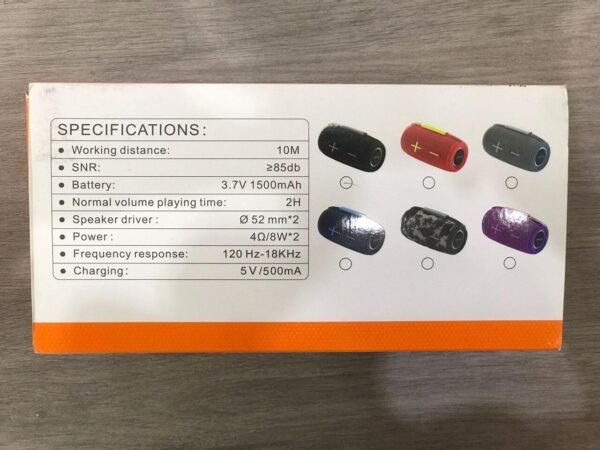 SPECIFICATIONS:
● Working distance: 10M
● SNR: ≥85db
● Battery: 3.7V 1500mAh
● Normal volume playing time: 2H
● Speaker driver : Ø 52 mm*2
● Power : 4Ω/8W*2
● Frequency response: 120 Hz-18KHz
● Charging : 5V/500mA